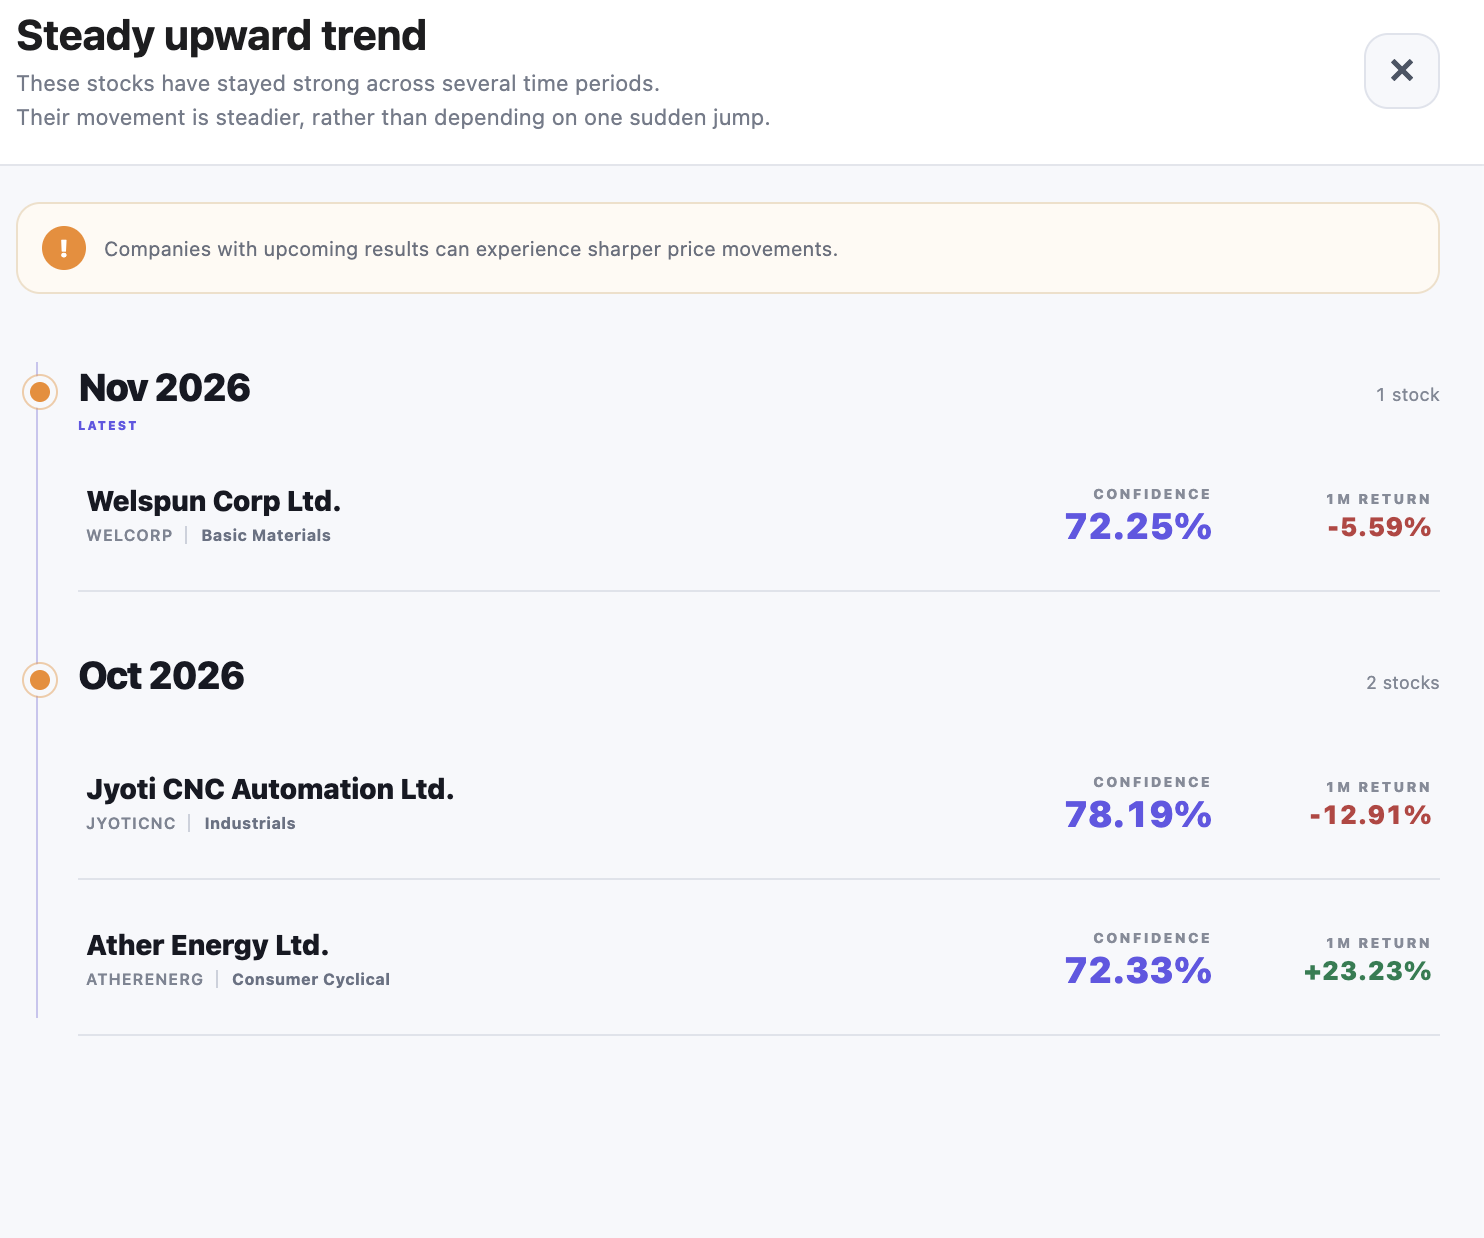 Steady upward trend
These stocks have stayed strong across several time periods.
Their movement is steadier, rather than depending on one sudden jump.
Companies with upcoming results can experience sharper price movements.
Nov 2026
1 stock
LATEST
Welspun Corp Ltd.
WELCORP | Basic Materials
CONFIDENCE
72.25%
1M RETURN
-5.59%
Oct 2026
2 stocks
Jyoti CNC Automation Ltd.
JYOTICNC | Industrials
CONFIDENCE
78.19%
1M RETURN
-12.91%
Ather Energy Ltd.
ATHERENERG | Consumer Cyclical
CONFIDENCE
72.33%
1M RETURN
+23.23%